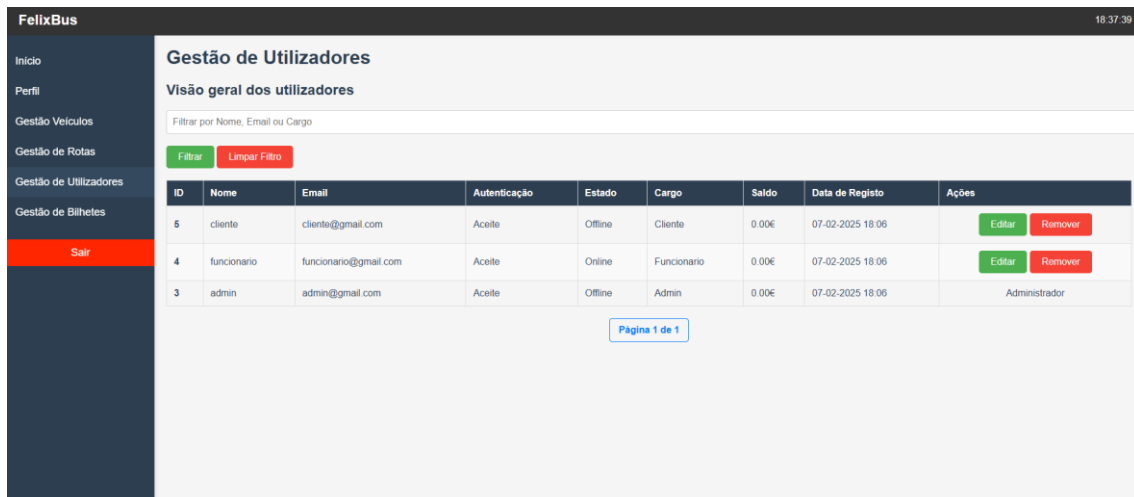 FelixBus
18:37:39
Início
Perfil
Gestão Veículos
Gestão de Rotas
Gestão de Utilizadores
Gestão de Bilhetes
Sair
Gestão de Utilizadores
Visão geral dos utilizadores
Filtrar por Nome, Email ou Cargo
Filtrar Limpar Filtro
ID Nome Email Autenticação Estado Cargo Saldo Data de Registo Ações
5 cliente cliente@gmail.com Aceite Offline Cliente 0.00€ 07-02-2025 18:06 Editar Remover
4 funcionario funcionario@gmail.com Aceite Online Funcionario 0.00€ 07-02-2025 18:06 Editar Remover
3 admin admin@gmail.com Aceite Offline Admin 0.00€ 07-02-2025 18:06 Administrador
Página 1 de 1